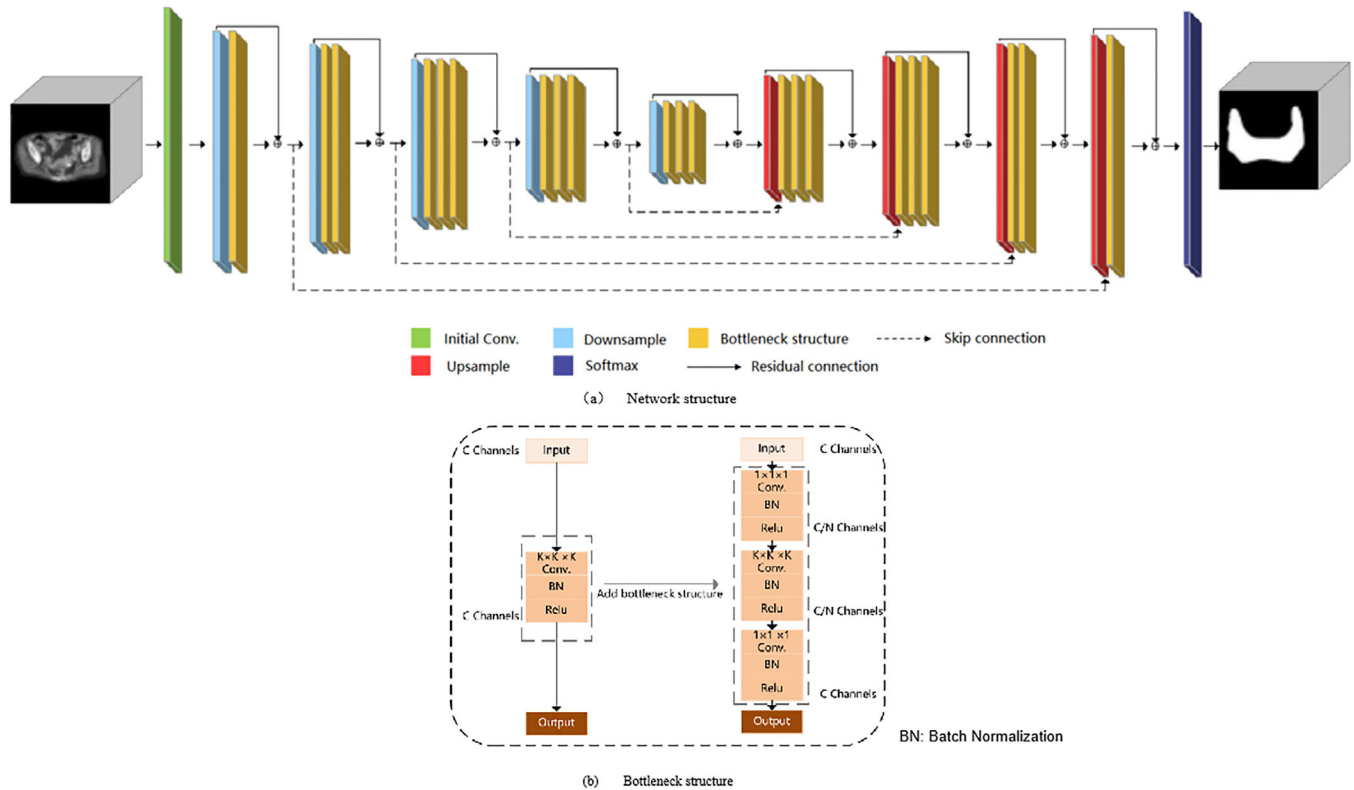 Initial Conv.
Downsample
Bottleneck structure
Skip connection
Upsample
Softmax
Residual connection
（a） Network structure
C Channels
Input
K×K ×K
Conv.
BN
Relu
C Channels
Output
Add bottleneck structure
Input
C Channels
1×1×1
Conv.
BN
Relu
C/N Channels
K×K ×K
Conv.
BN
Relu
C/N Channels
1×1 ×1
Conv.
BN
Relu
C Channels
Output
BN: Batch Normalization
(b) Bottleneck structure